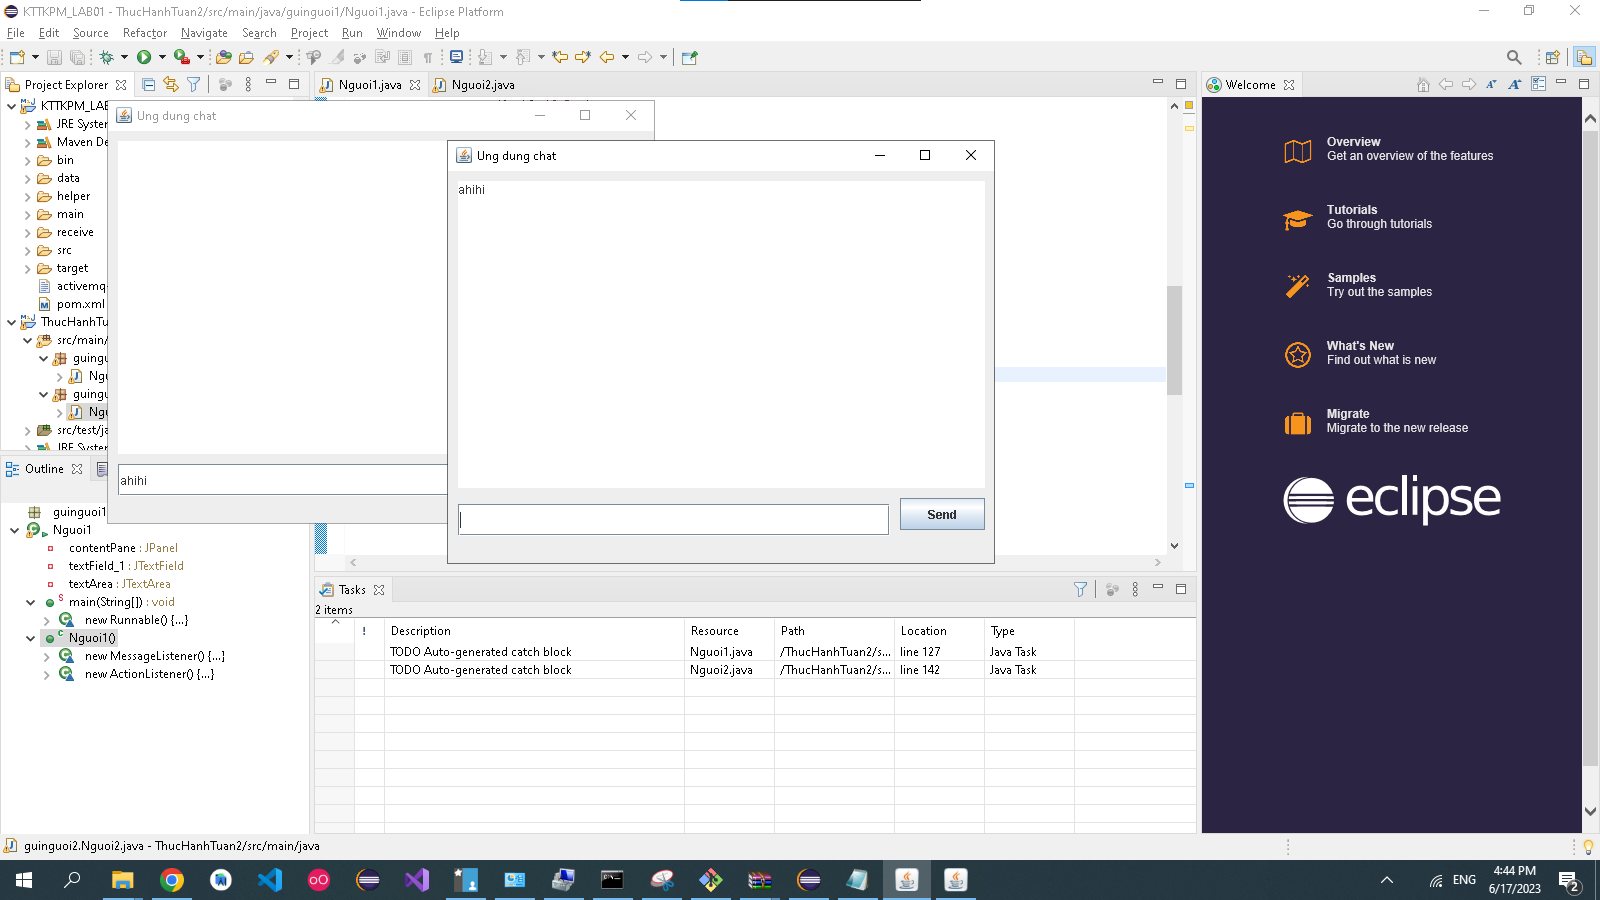 KTTKPM_LAB01 - ThucHanhTuan2/src/main/java/guinguoi1/Nguoi1.java - Eclipse Platform
File Edit Source Refactor Navigate Search Project Run Window Help
Project Explorer
KTTKPM_LAB
JRE System
Maven De
bin
data
helper
main
receive
src
target
activemq
pom.xml
ThucHanhTu
src/main/
guingu
Ngu
guingu
Ngu
src/test/ja
JRE System
Nguoi1.java
Nguoi2.java
Ung dung chat
ahihi
Ung dung chat
ahihi
Send
Outline
guinguoi1
Nguoi1
contentPane : JPanel
textField_1 : JTextField
textArea : JTextArea
main(String[]) : void
new Runnable() {...}
Nguoi1()
new MessageListener() {...}
new ActionListener() {...}
Tasks
2 items
! Description Resource Path Location Type
TODO Auto-generated catch block Nguoi1.java /ThucHanhTuan2/s... line 127 Java Task
TODO Auto-generated catch block Nguoi2.java /ThucHanhTuan2/s... line 142 Java Task
Welcome
Overview
Get an overview of the features
Tutorials
Go through tutorials
Samples
Try out the samples
What's New
Find out what is new
Migrate
Migrate to the new release
eclipse
guinguoi2.Nguoi2.java - ThucHanhTuan2/src/main/java
ENG
4:44 PM
6/17/2023
2